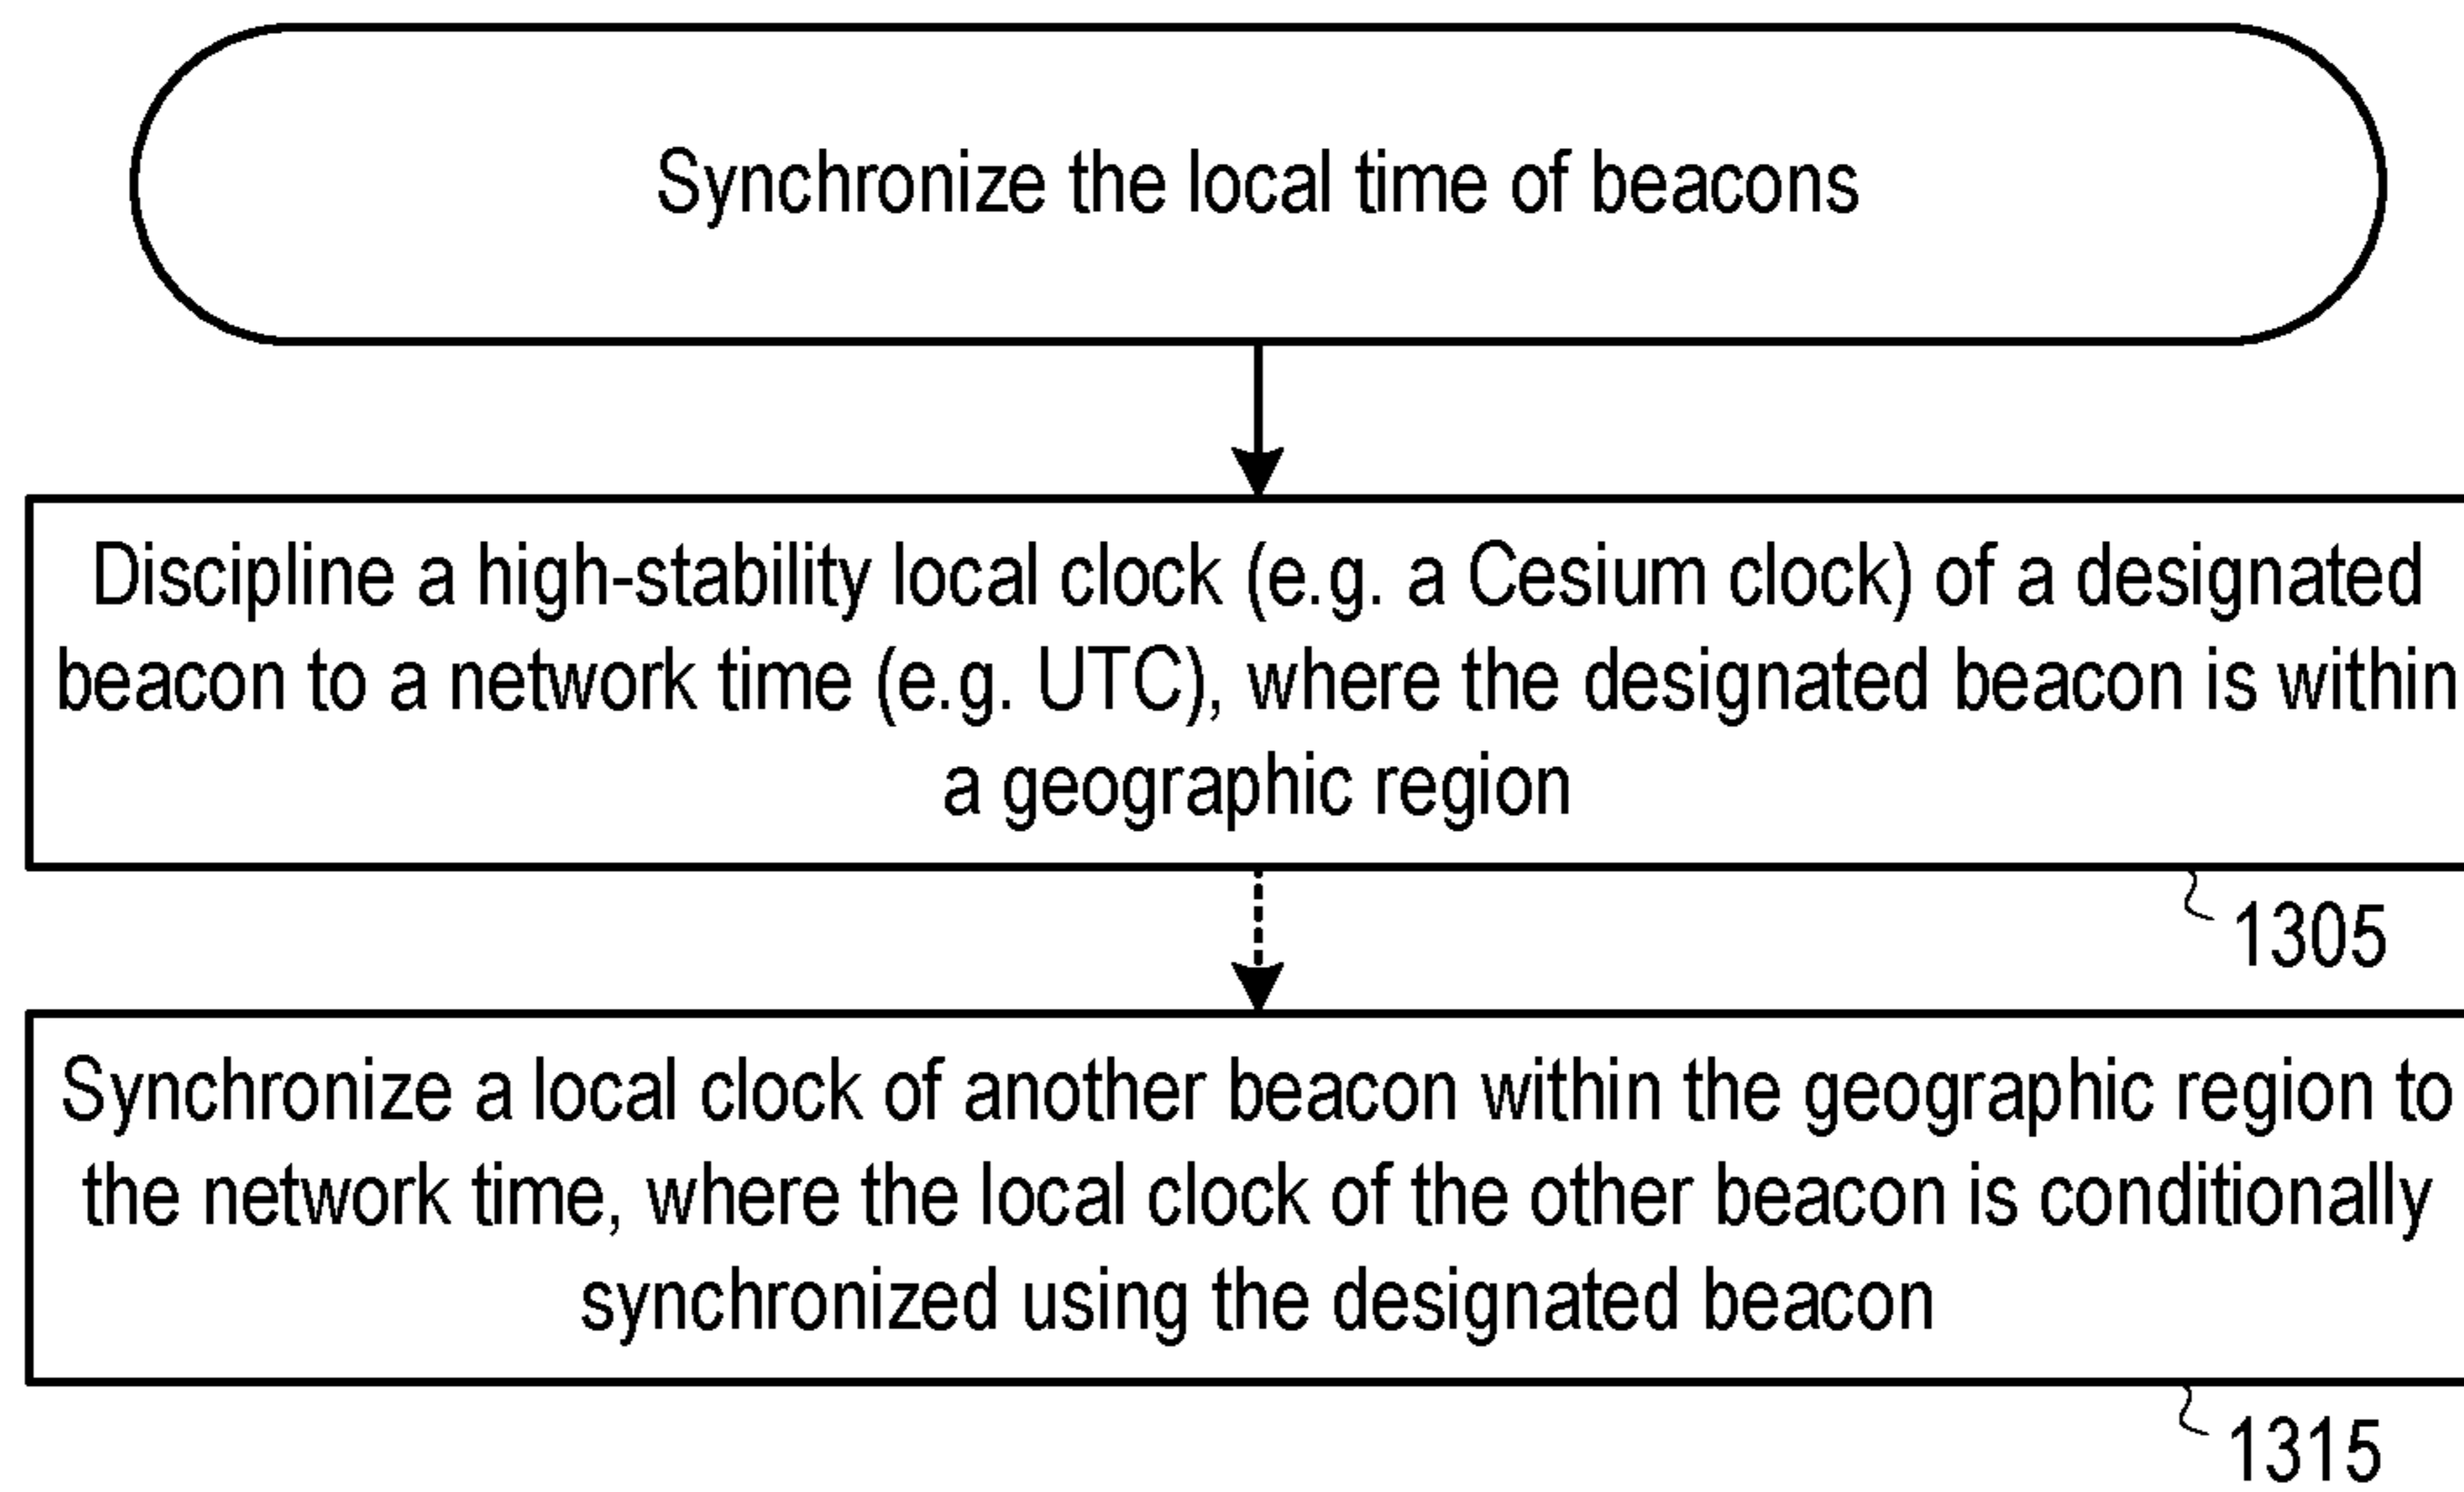 Synchronize the local time of beacons
Discipline a high-stability local clock (e.g. a Cesium clock) of a designated
beacon to a network time (e.g. UTC), where the designated beacon is within
a geographic region
1305
Synchronize a local clock of another beacon within the geographic region to
the network time, where the local clock of the other beacon is conditionally
synchronized using the designated beacon
1315